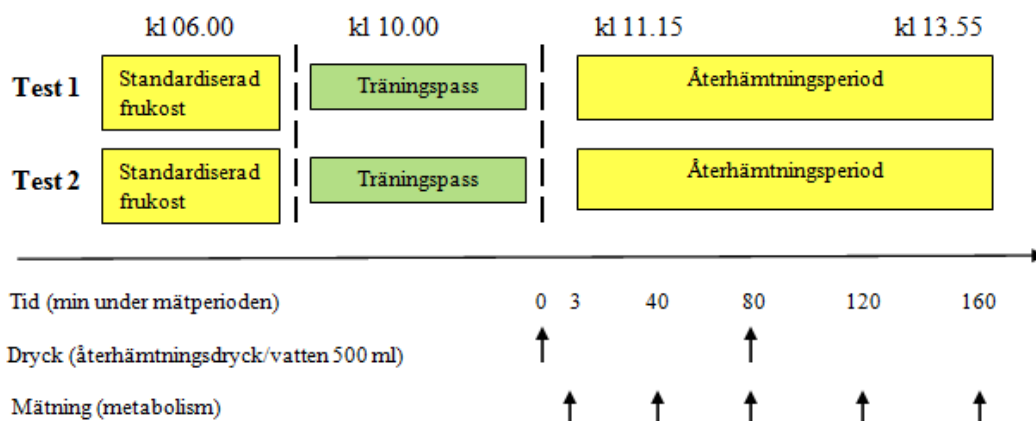 kl 06.00 kl 10.00 kl 11.15 kl 13.55
Test 1 Standardiserad frukost Träningspass Återhämtningsperiod
Test 2 Standardiserad frukost Träningspass Återhämtningsperiod
Tid (min under mätperioden) 0 3 40 80 120 160
Dryck (återhämtningsdryck/vatten 500 ml)
Mätning (metabolism)